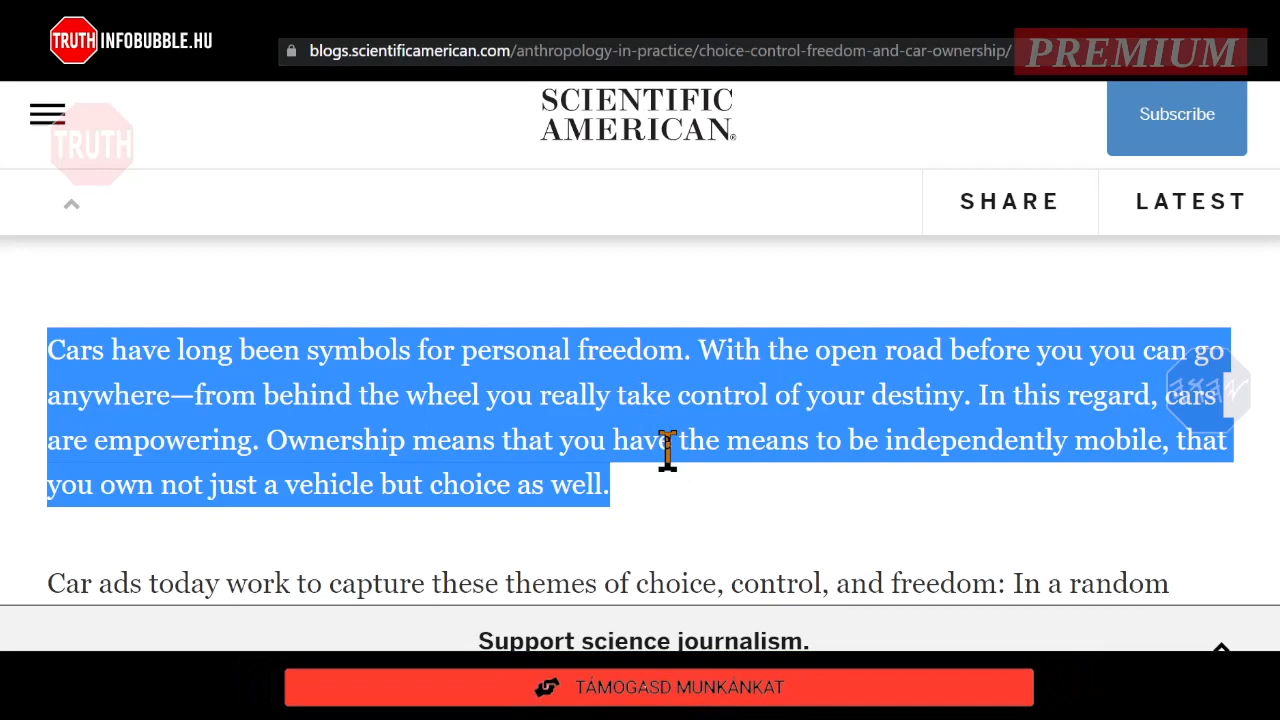 TRUTH INFOBUBBLE.HU
blogs.scientificamerican.com/anthropology-in-practice/choice-control-freedom-and-car-ownership/
PREMIUM
SCIENTIFIC
AMERICAN®
Subscribe
TRUTH
SHARE
LATEST
Cars have long been symbols for personal freedom. With the open road before you you can go
anywhere—from behind the wheel you really take control of your destiny. In this regard, cars
are empowering. Ownership means that you have the means to be independently mobile, that
you own not just a vehicle but choice as well.
Car ads today work to capture these themes of choice, control, and freedom: In a random
Support science journalism.
TÁMOGASD MUNKÁNKAT